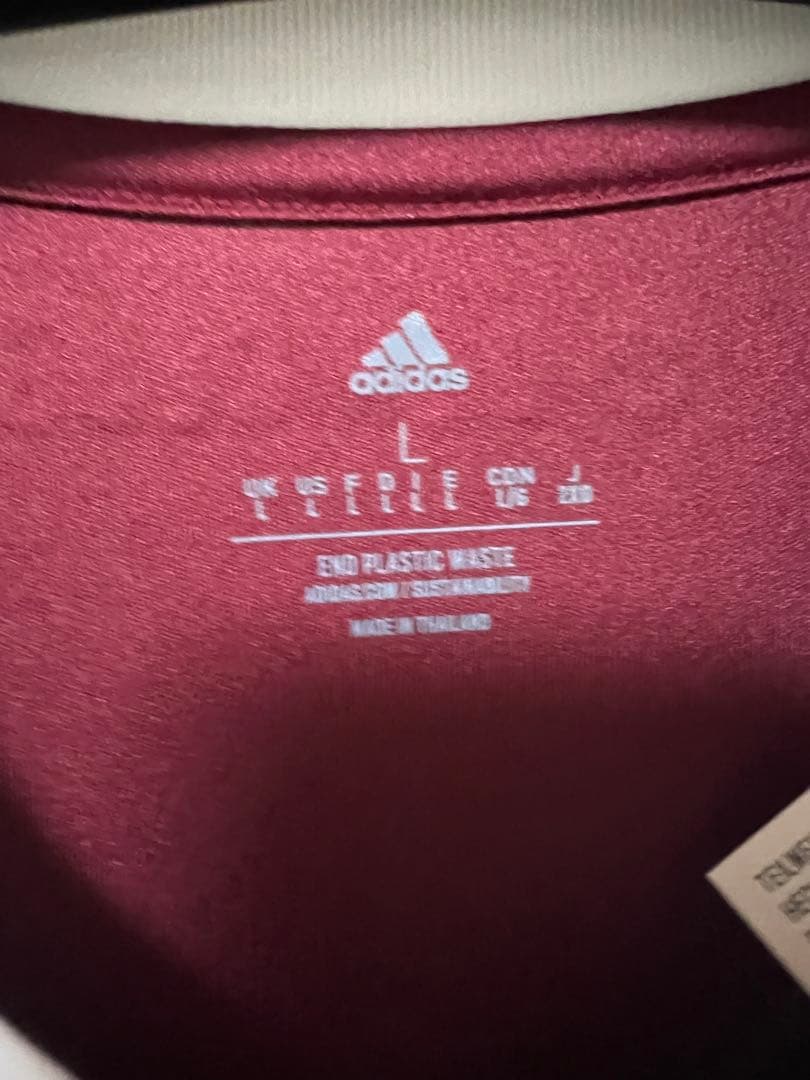 adidas
L
UK US F D I E CDN J
L L L L L L L/G 2XO
END PLASTIC WASTE
ADIDAS.COM / SUSTAINABILITY
MADE IN THAILAND